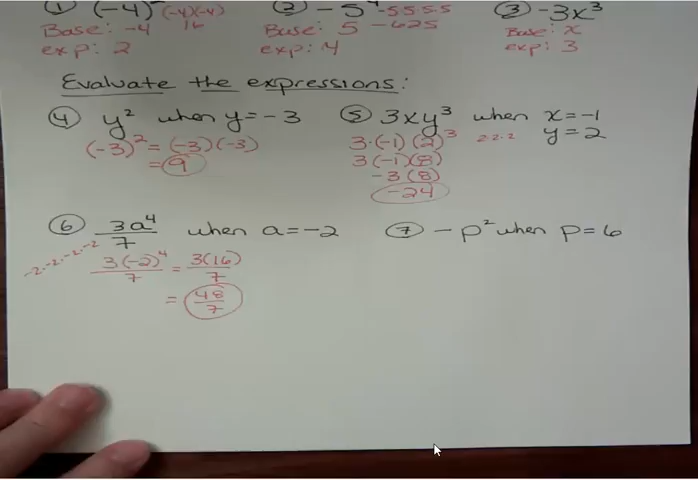 ① (-4)² (-4)(-4) ② -5⁴ -5·5·5·5 ③ -3x³
16 -625
Base: -4 Base: 5 Base: x
exp: 2 exp: 4 exp: 3
Evaluate the expressions:
④ y² when y = -3 ⑤ 3xy³ when x = -1
y = 2
(-3)² = (-3)(-3) 3·(-1)(2)³ 2·2·2
= 9 3(-1)(8)
-3(8)
-24
⑥ 3a⁴/7 when a = -2 ⑦ -p² when p = 6
-2·-2·-2·-2 3(-2)⁴/7 = 3(16)/7
= 48/7